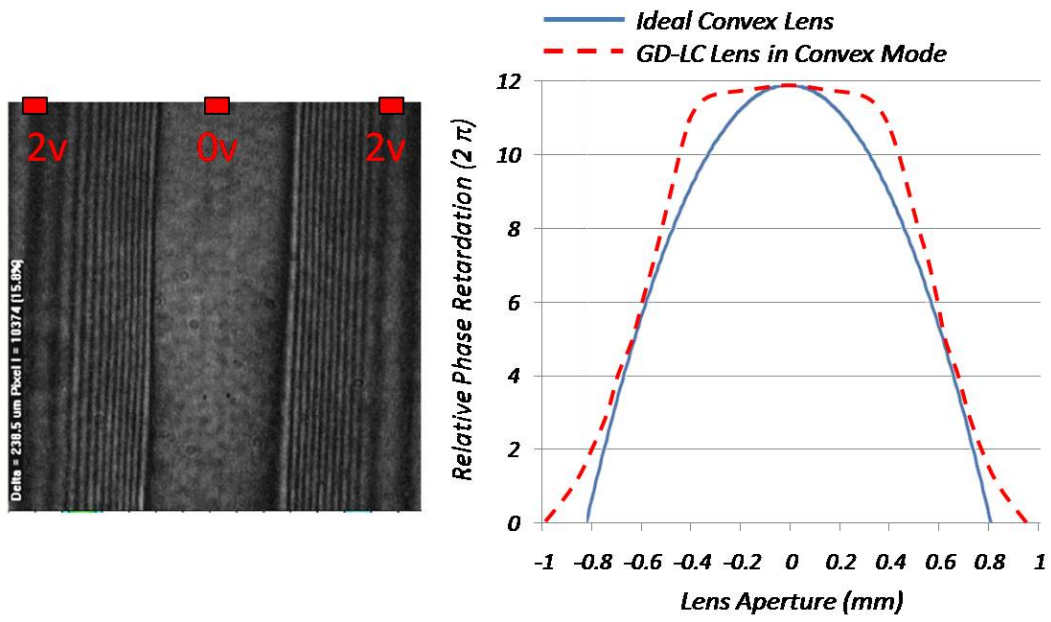 2v 0v 2v
Delta = 238.5 um Pixel I = 10374 (15.8%)
Ideal Convex Lens
GD-LC Lens in Convex Mode
Relative Phase Retardation (2 π)
12
10
8
6
4
2
0
-1 -0.8 -0.6 -0.4 -0.2 0 0.2 0.4 0.6 0.8 1
Lens Aperture (mm)